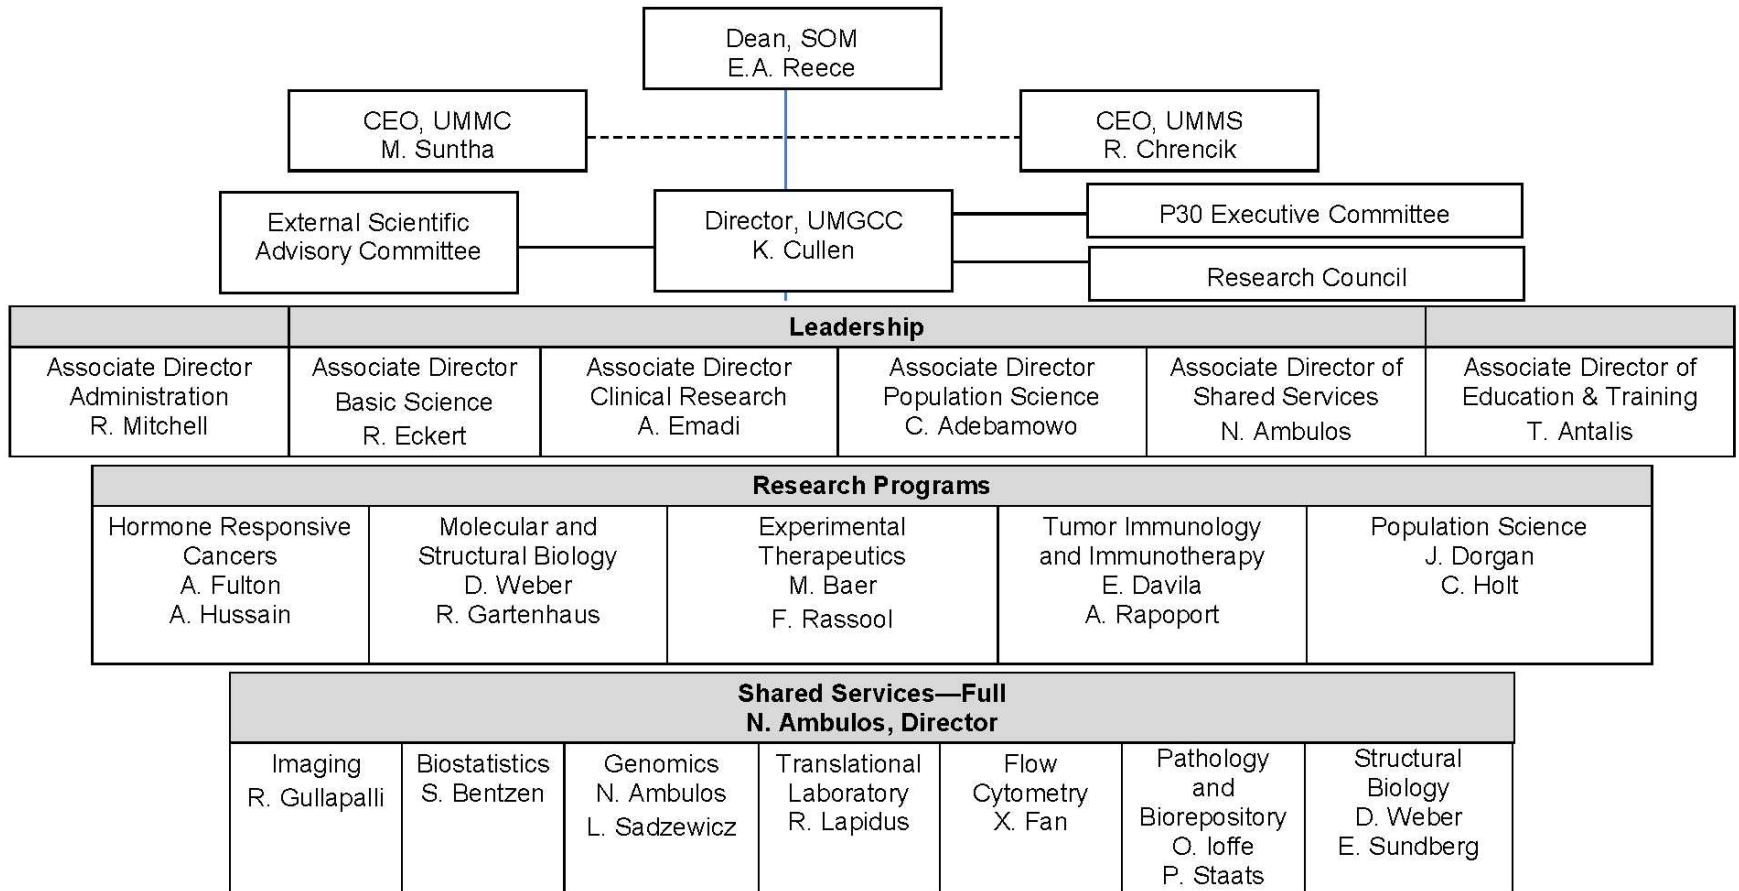 Dean, SOM
E.A. Reece
CEO, UMMC
M. Suntha
CEO, UMMS
R. Chrencik
External Scientific
Advisory Committee
Director, UMGCC
K. Cullen
P30 Executive Committee
Research Council
Leadership
Associate Director
Administration
R. Mitchell
Associate Director
Basic Science
R. Eckert
Associate Director
Clinical Research
A. Emadi
Associate Director
Population Science
C. Adebamowo
Associate Director of
Shared Services
N. Ambulos
Associate Director of
Education & Training
T. Antalis
Research Programs
Hormone Responsive
Cancers
A. Fulton
A. Hussain
Molecular and
Structural Biology
D. Weber
R. Gartenhaus
Experimental
Therapeutics
M. Baer
F. Rassool
Tumor Immunology
and Immunotherapy
E. Davila
A. Rapoport
Population Science
J. Dorgan
C. Holt
Shared Services—Full
N. Ambulos, Director
Imaging
R. Gullapalli
Biostatistics
S. Bentzen
Genomics
N. Ambulos
L. Sadzewicz
Translational
Laboratory
R. Lapidus
Flow
Cytometry
X. Fan
Pathology
and
Biorepository
O. Ioffe
P. Staats
Structural
Biology
D. Weber
E. Sundberg